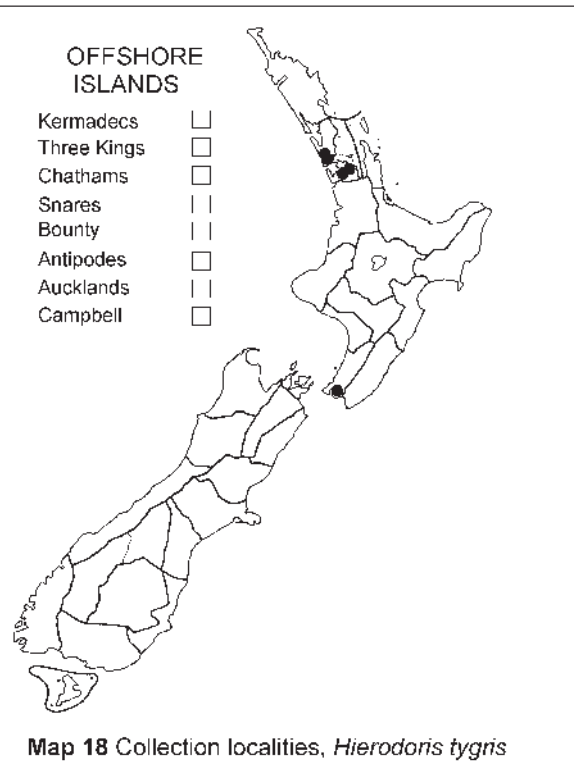 OFFSHORE
ISLANDS
Kermadecs
Three Kings
Chathams
Snares
Bounty
Antipodes
Aucklands
Campbell
Map 18 Collection localities, Hierodoris tygris